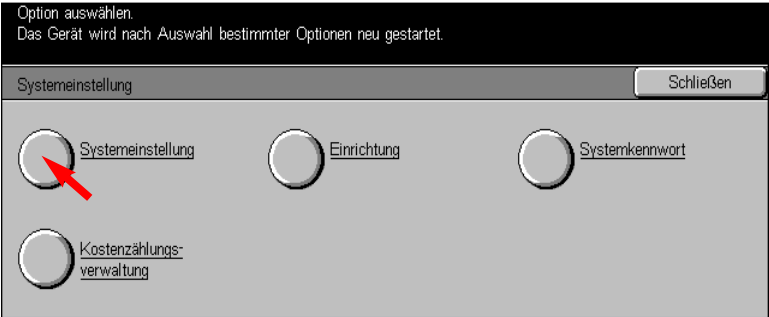 Option auswählen.
Das Gerät wird nach Auswahl bestimmter Optionen neu gestartet.
Systemeinstellung
Schließen
Systemeinstellung
Einrichtung
Systemkennwort
Kostenzählungs-
verwaltung